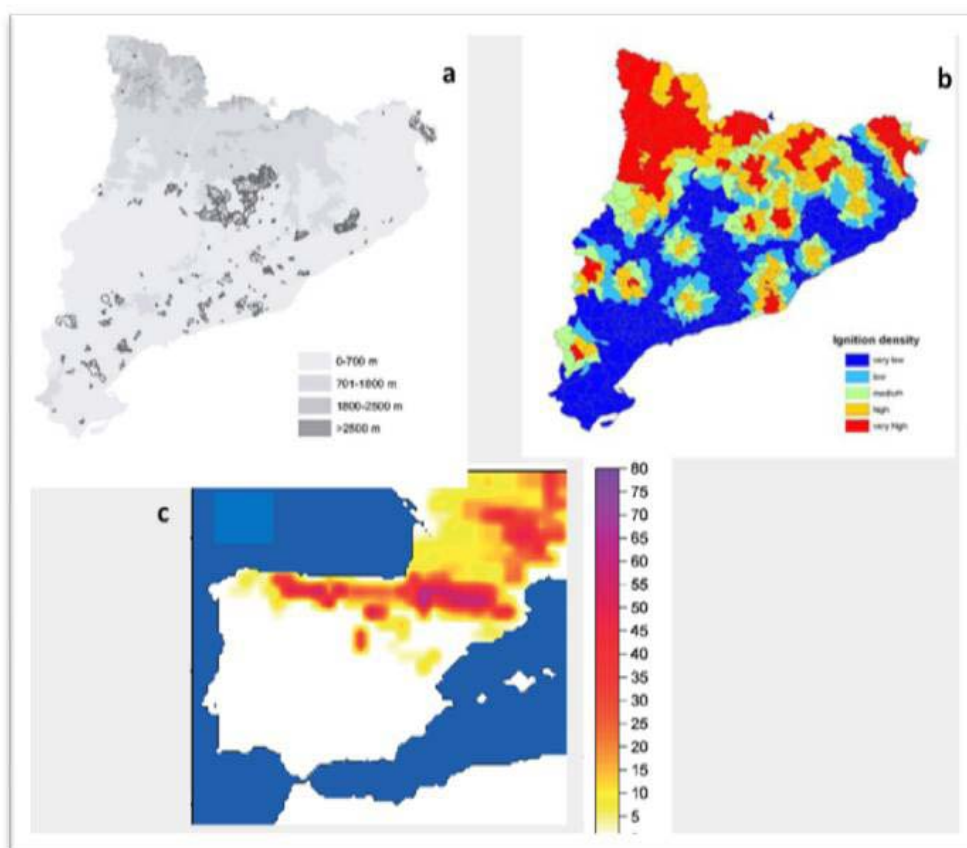 a
0-700 m
701-1800 m
1800-2500 m
>2500 m
b
Ignition density
very low
low
medium
high
very high
c
80
75
70
65
60
55
50
45
40
35
30
25
20
15
10
5